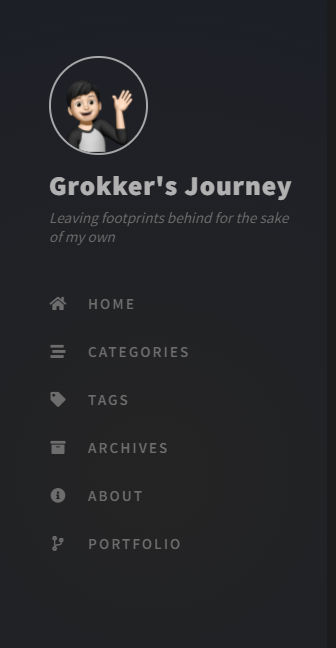 Grokker's Journey
Leaving footprints behind for the sake
of my own
HOME
CATEGORIES
TAGS
ARCHIVES
ABOUT
PORTFOLIO